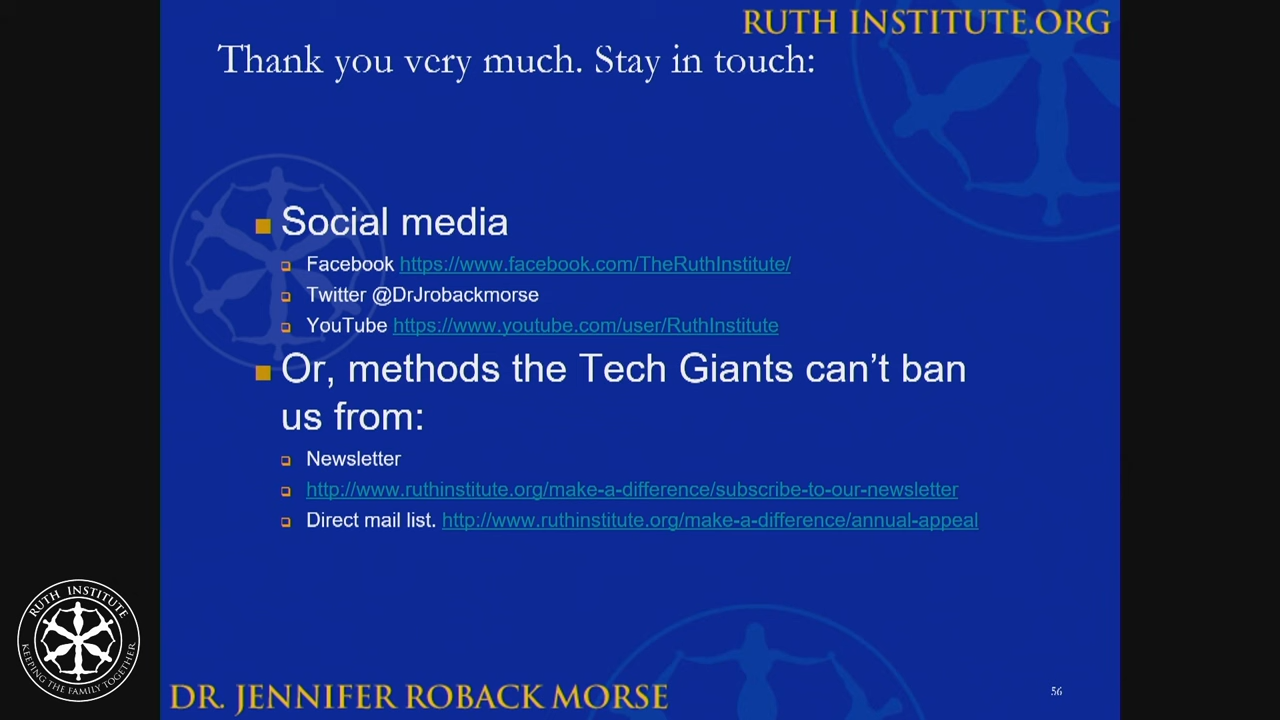 RUTH INSTITUTE.ORG
Thank you very much. Stay in touch:
Social media
Facebook https://www.facebook.com/TheRuthInstitute/
Twitter @DrJrobackmorse
YouTube https://www.youtube.com/user/RuthInstitute
Or, methods the Tech Giants can’t ban
us from:
Newsletter
http://www.ruthinstitute.org/make-a-difference/subscribe-to-our-newsletter
Direct mail list. http://www.ruthinstitute.org/make-a-difference/annual-appeal
RUTH INSTITUTE
KEEPING THE FAMILY TOGETHER
DR. JENNIFER ROBACK MORSE
56